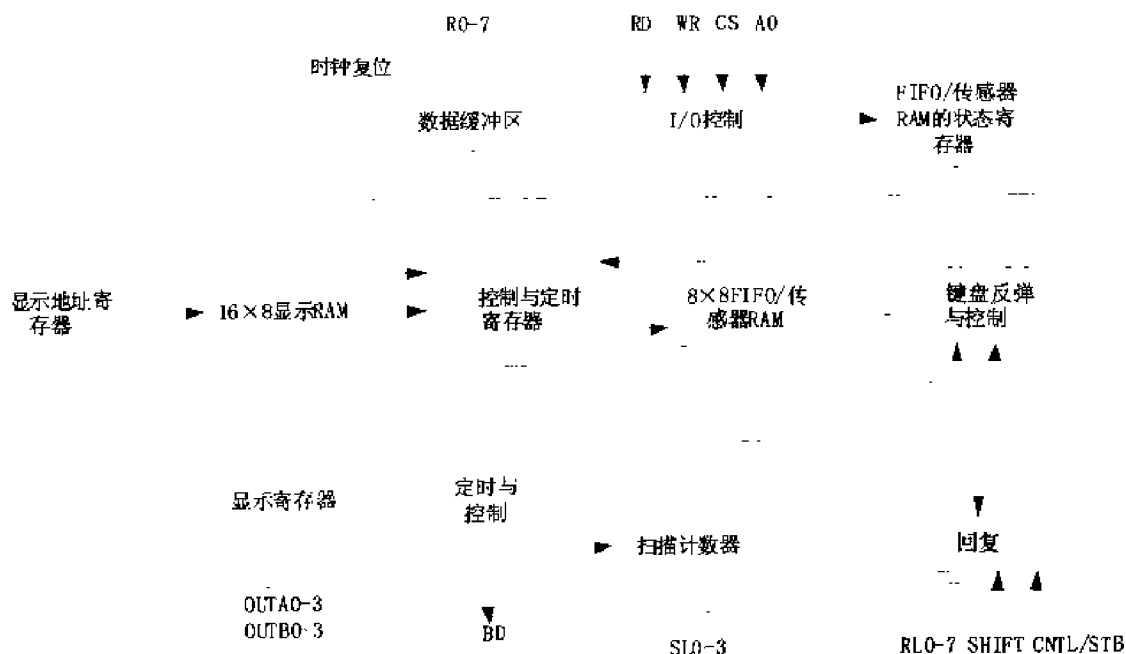 RO-7
RD WR CS AO
时钟复位
数据缓冲区
I/O控制
FIFO/传感器
RAM的状态寄
存器
显示地址寄
存器
16×8显示RAM
控制与定时
寄存器
8×8FIFO/传
感器RAM
键盘反弹
与控制
显示寄存器
定时与
控制
扫描计数器
回复
OUTAO-3
OUTBO-3
BD
SLO-3
RLO-7 SHIFT CNTL/STB